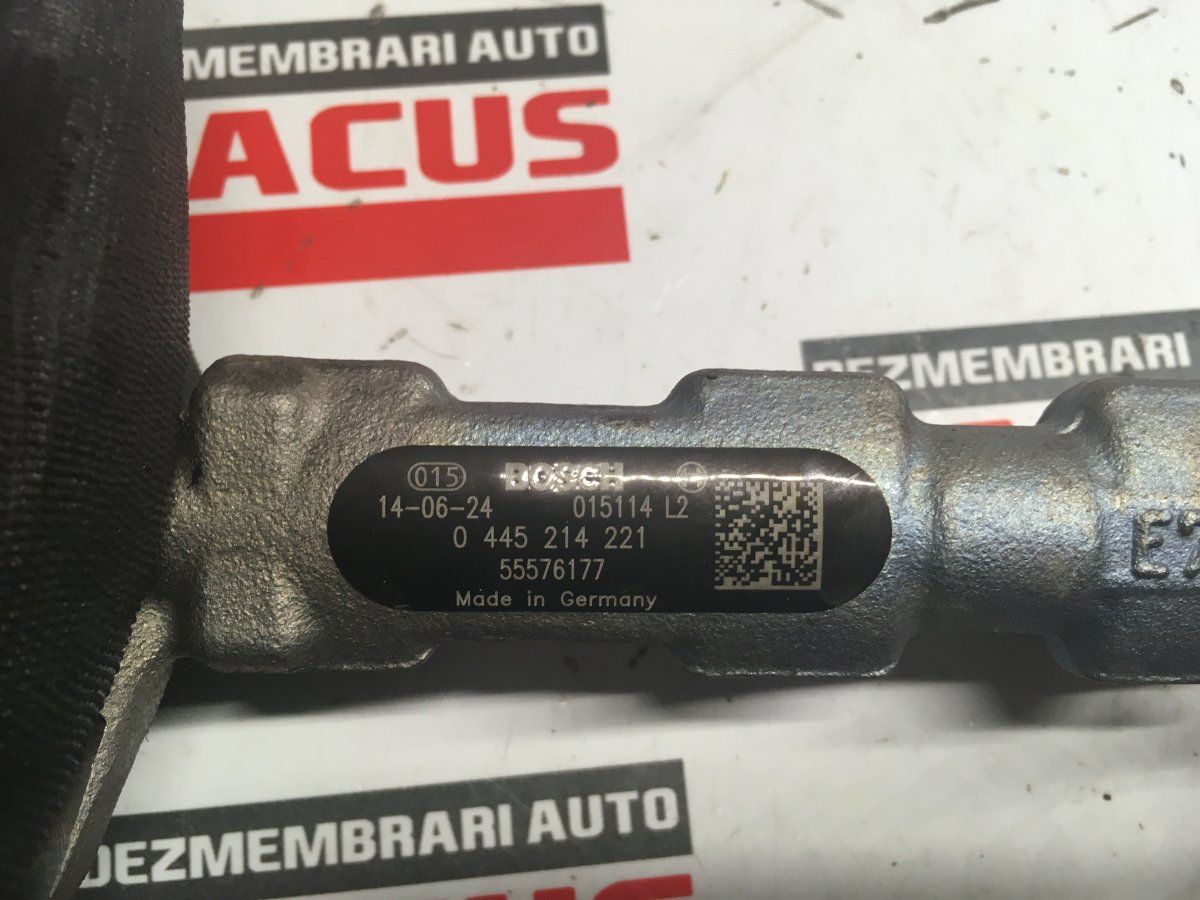 ZMEMBRARI AUTO
ACUS
DEZMEMBRARI
015 BOSCH
14-06-24 015114 L2
0 445 214 221
55576177
Made in Germany
DEZMEMBRARI AUTO